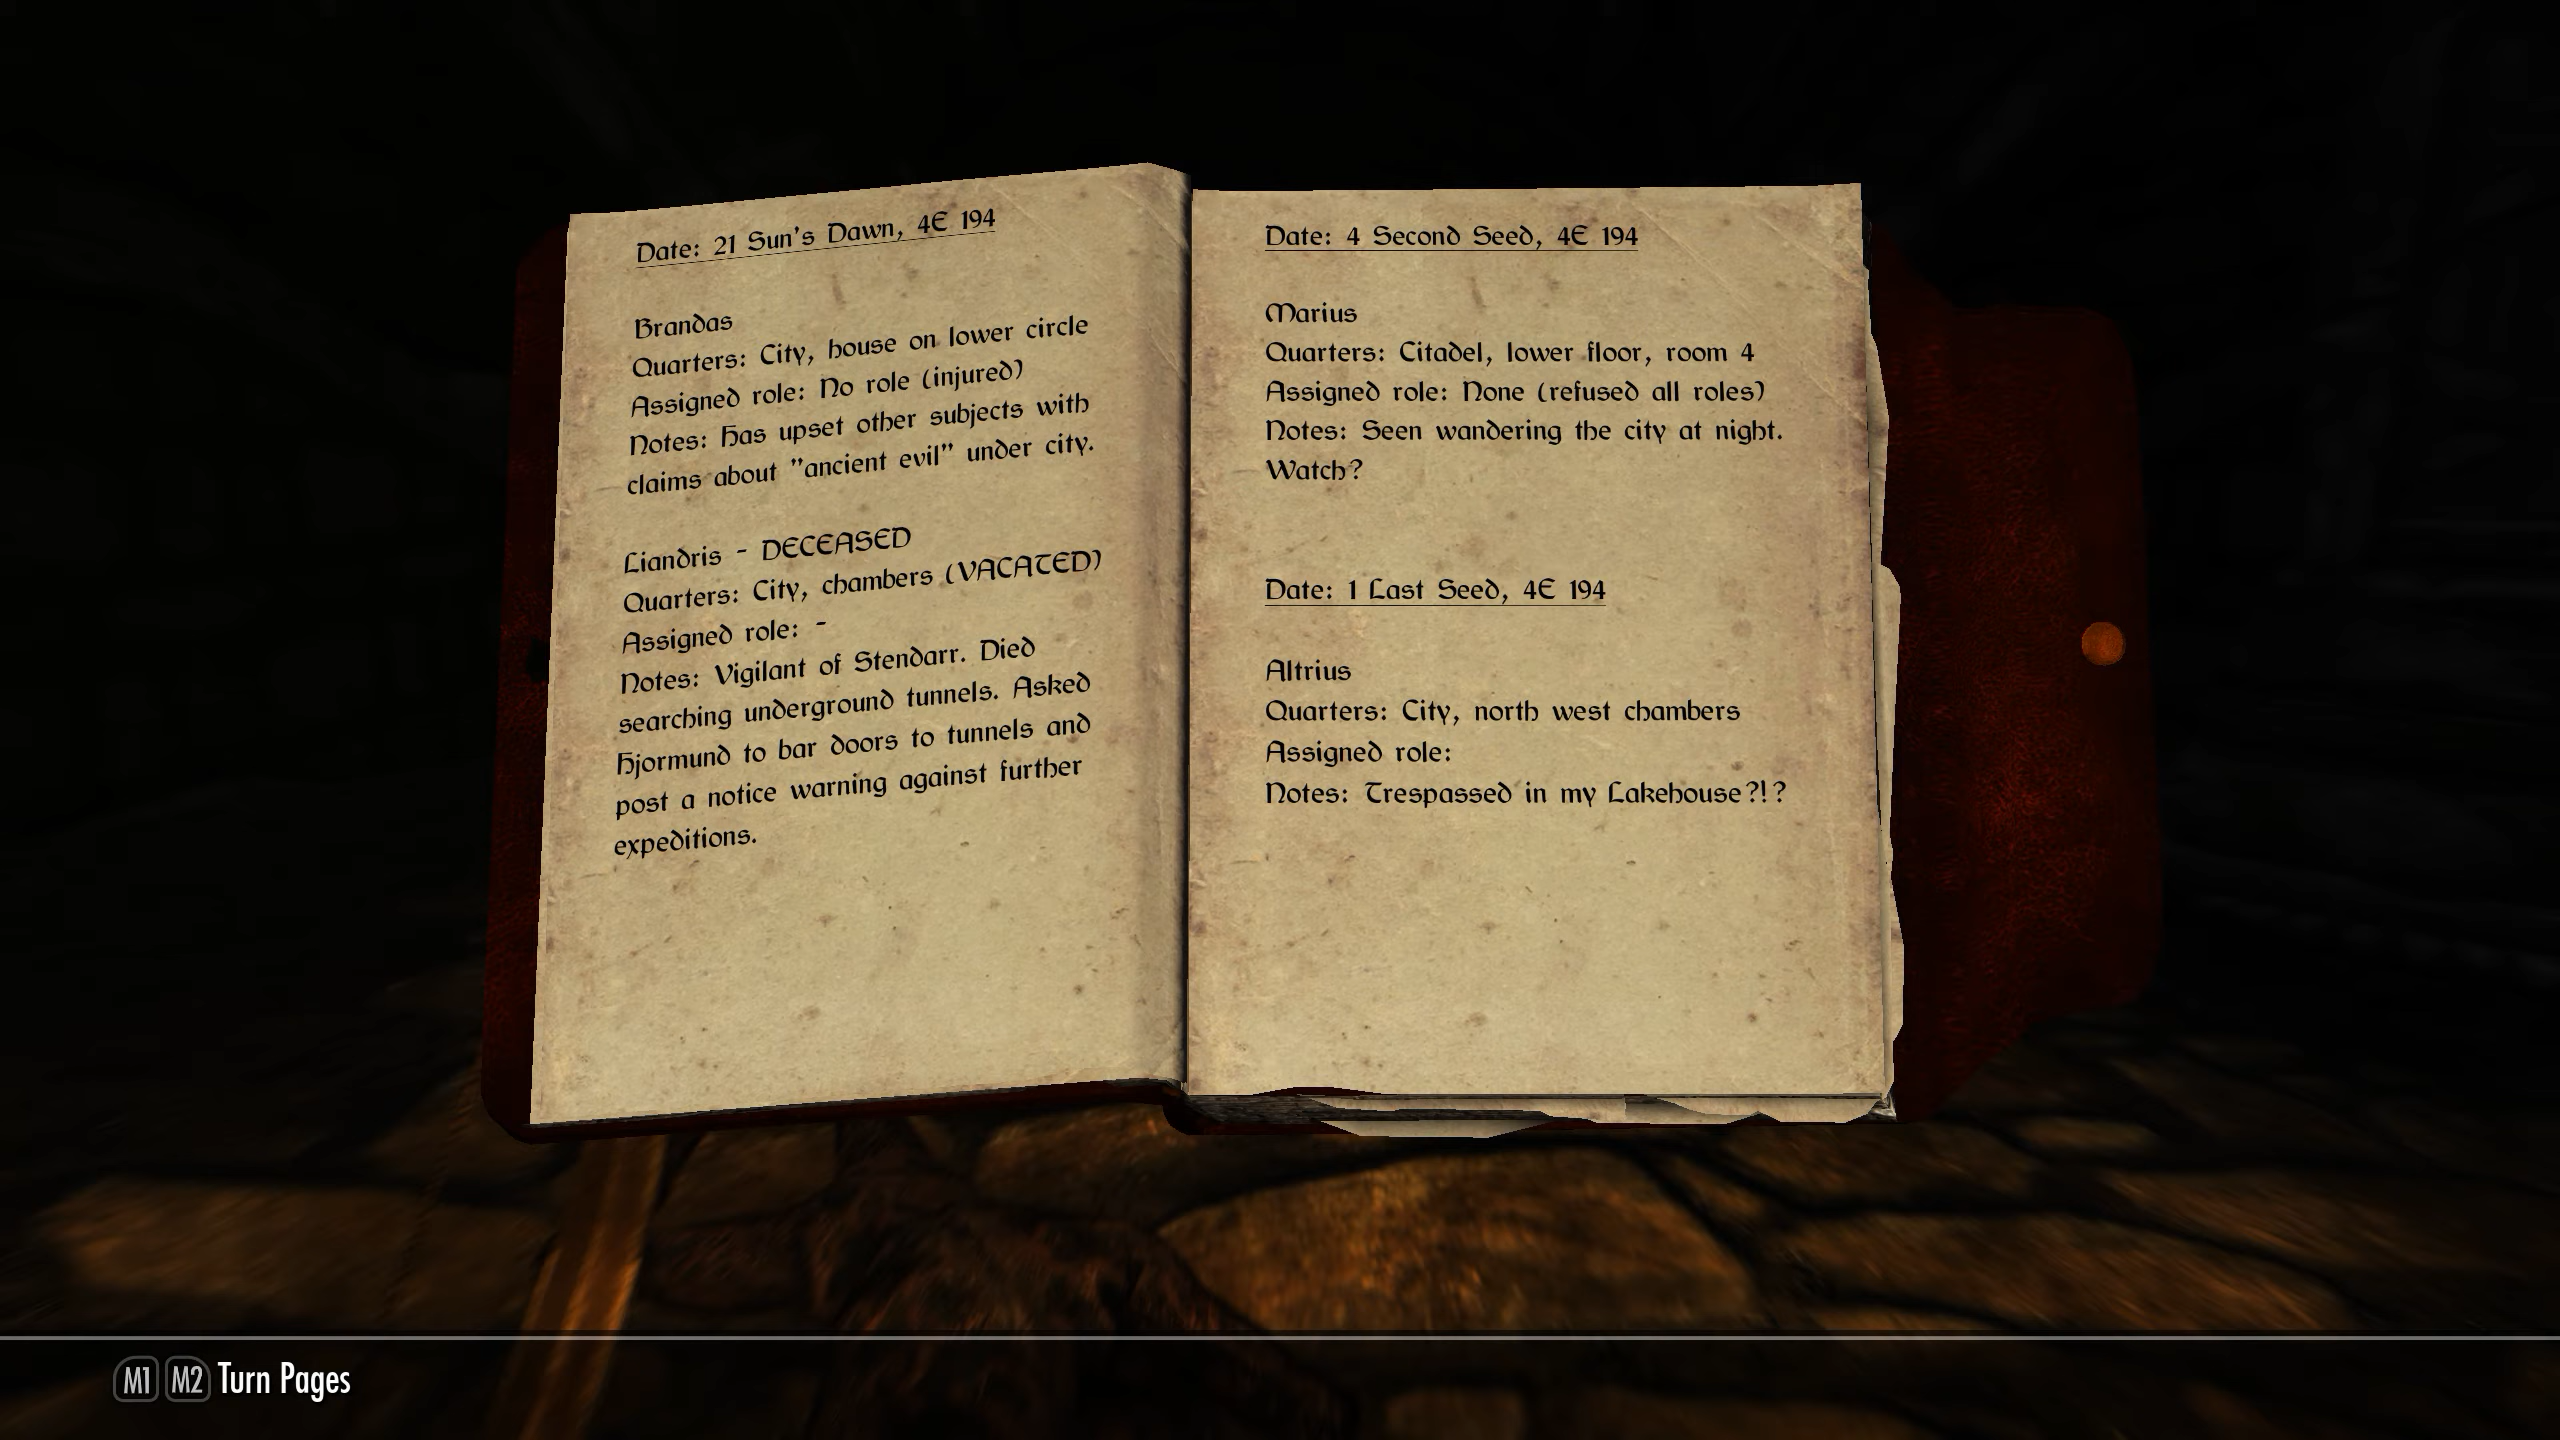 Date: 21 Sun's Dawn, 4E 194
Brandas
Quarters: City, house on lower circle
Assigned role: No role (injured)
Notes: Has upset other subjects with
claims about "ancient evil" under city.
Liandris - DECEASED
Quarters: City, chambers (VACATED)
Assigned role: -
Notes: Vigilant of Stendarr. Died
searching underground tunnels. Asked
Hjormund to bar doors to tunnels and
post a notice warning against further
expeditions.
Date: 4 Second Seed, 4E 194
Marius
Quarters: Citadel, lower floor, room 4
Assigned role: None (refused all roles)
Notes: Seen wandering the city at night.
Watch?
Date: 1 Last Seed, 4E 194
Altrius
Quarters: City, north west chambers
Assigned role:
Notes: Trespassed in my Lakehouse?!?
M1 M2 Turn Pages